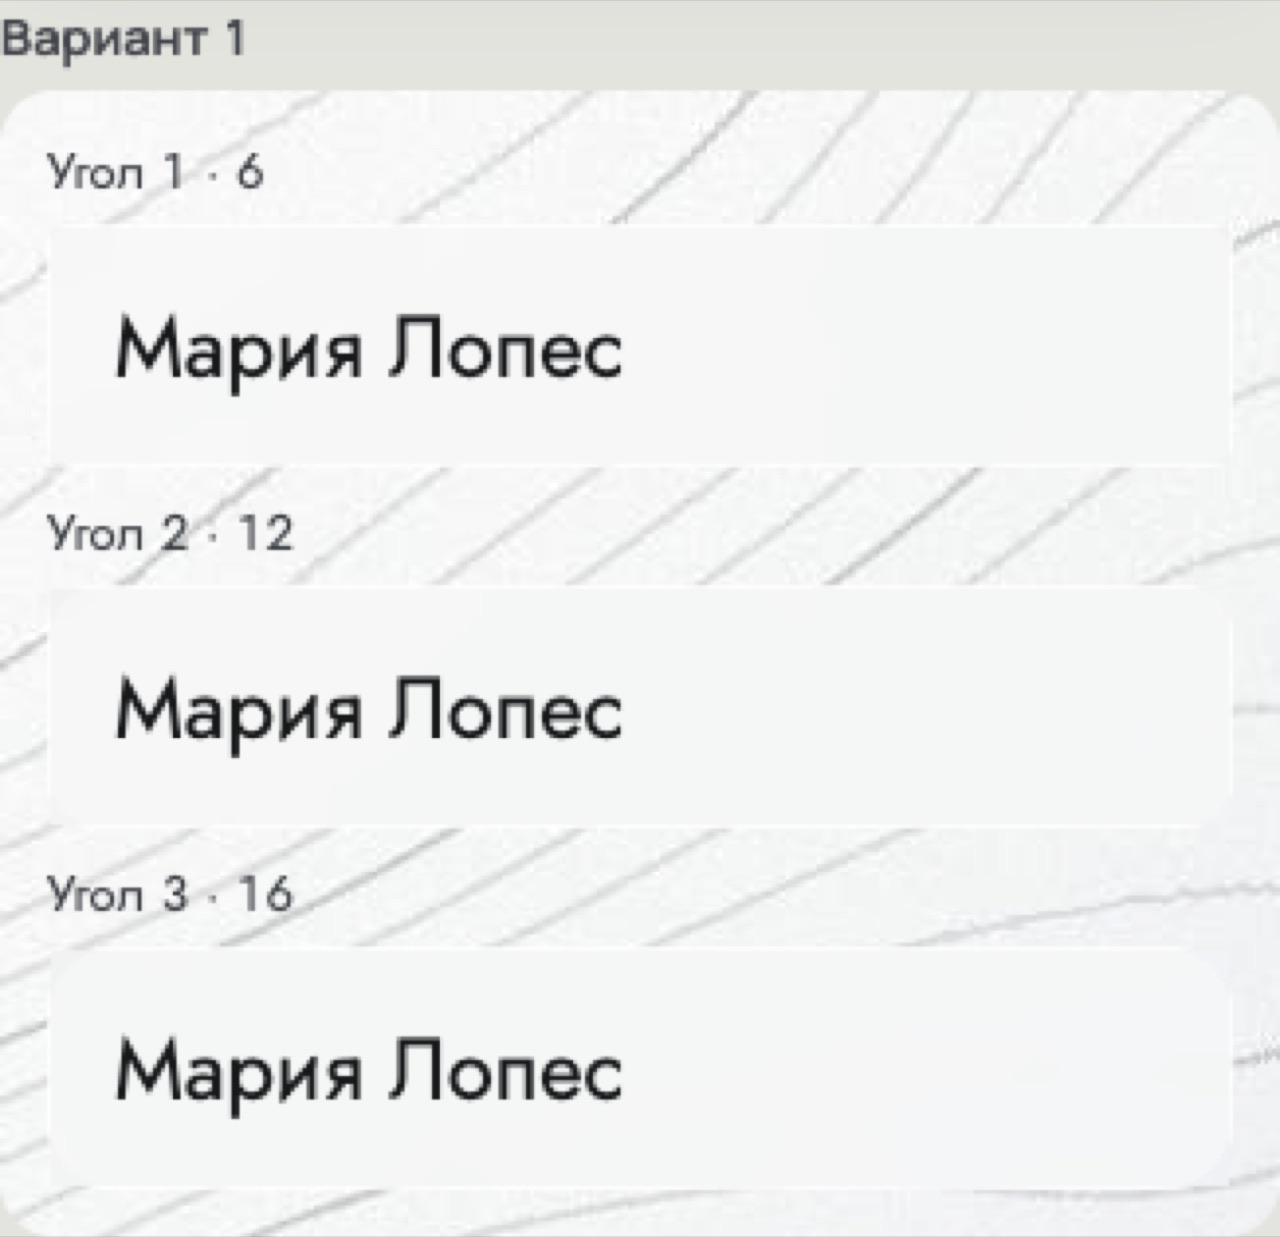 Вариант 1
Угол 1 · 6
Мария Лопес
Угол 2 · 12
Мария Лопес
Угол 3 · 16
Мария Лопес